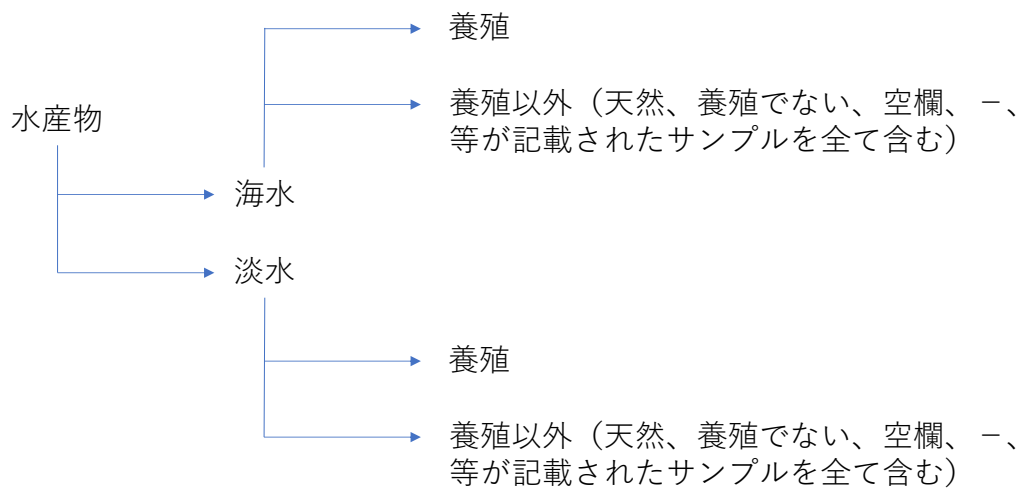 養殖
養殖以外（天然、養殖でない、空欄、－、
等が記載されたサンプルを全て含む）
水産物
海水
淡水
養殖
養殖以外（天然、養殖でない、空欄、－、
等が記載されたサンプルを全て含む）